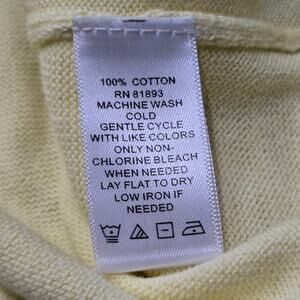 100% COTTON
RN 81893
MACHINE WASH
COLD
GENTLE CYCLE
WITH LIKE COLORS
ONLY NON-
CHLORINE BLEACH
WHEN NEEDED
LAY FLAT TO DRY
LOW IRON IF
NEEDED